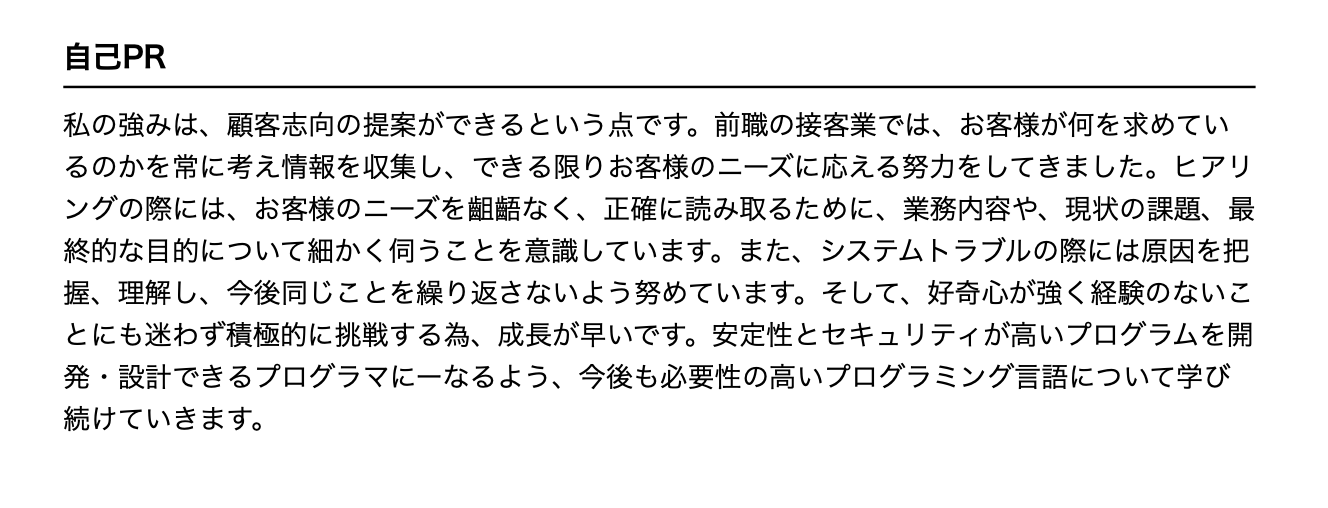 自己PR
私の強みは、顧客志向の提案ができるという点です。前職の接客業では、お客様が何を求めてい
るのかを常に考え情報を収集し、できる限りお客様のニーズに応える努力をしてきました。ヒアリ
ングの際には、お客様のニーズを齟齬なく、正確に読み取るために、業務内容や、現状の課題、最
終的な目的について細かく伺うことを意識しています。また、システムトラブルの際には原因を把
握、理解し、今後同じことを繰り返さないよう努めています。そして、好奇心が強く経験のないこ
とにも迷わず積極的に挑戦する為、成長が早いです。安定性とセキュリティが高いプログラムを開
発・設計できるプログラマにーなるよう、今後も必要性の高いプログラミング言語について学び
続けていきます。